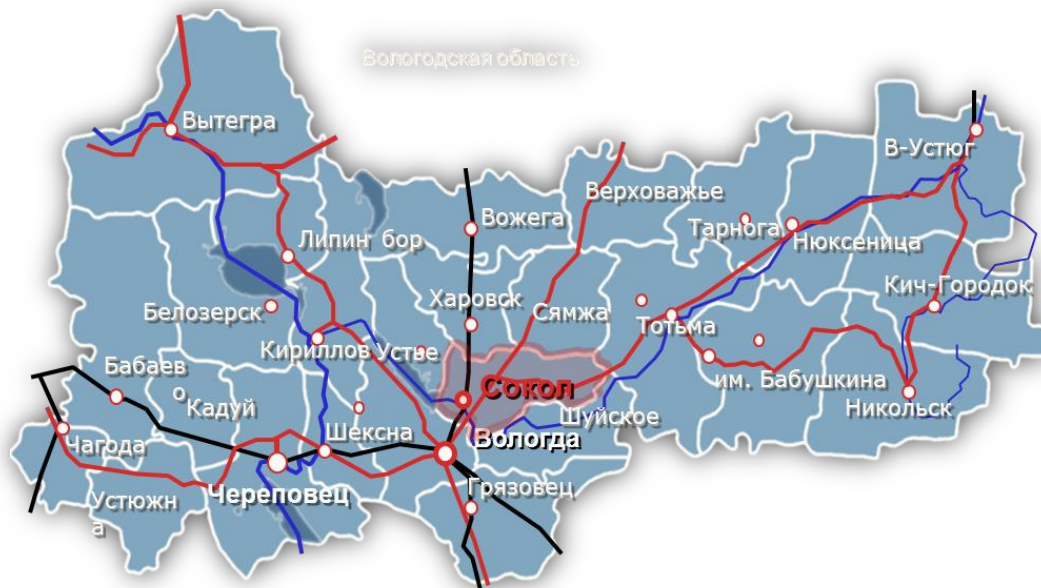 Вологодская область
Вытегра
В-Устюг
Верховажье
Вожега
Тарнога
Нюксеница
Липин бор
Кич-Городок
Харовск
Сямжа
Белозерск
Тотьма
Кириллов
Устье
Бабаев
о
им. Бабушкина
Сокол
Кадуй
Шуйское
Никольск
Чагода
Шексна
Вологда
Череповец
Грязовец
Устюжн
а